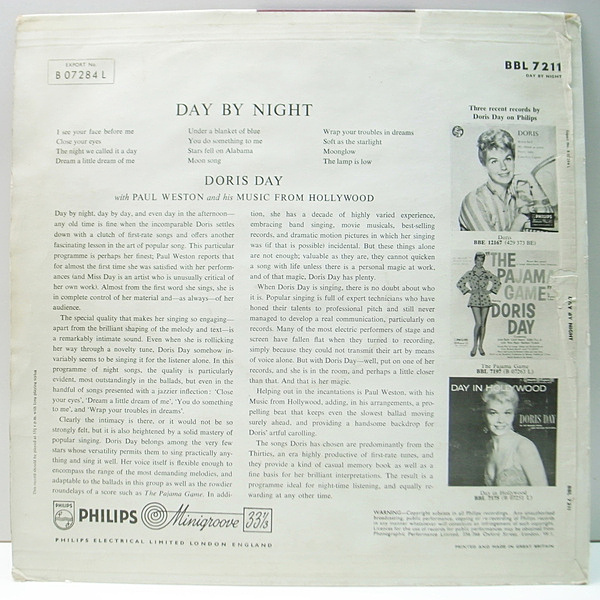 EXPORT No.
B 07284 L
BBL 7211
DAY BY NIGHT
DAY BY NIGHT
I see your face before me
Close your eyes
The night we called it a day
Dream a little dream of me
Under a blanket of blue
You do something to me
Stars fell on Alabama
Moon song
Wrap your troubles in dreams
Soft as the starlight
Moonglow
The lamp is low
DORIS DAY
with PAUL WESTON and his MUSIC FROM HOLLYWOOD
Day by night, day by day, and even day in the afternoon—
any old time is fine when the incomparable Doris settles
down with a clutch of first-rate songs and offers another
fascinating lesson in the art of popular song. This particular
program is perhaps her finest; Paul Weston reports that
for almost the first time she was satisfied with her perform-
ances (and Miss Day is an artist who is unusually critical of
her own work). Almost from the first word she sings, she is
in complete control of her material and—as always—of her
audience.
The special quality that makes her singing so engaging—
apart from the brilliant shaping of the melody and text—is
a remarkably intimate sound. Even when she is rollicking
her way through a novelty tune, Doris Day somehow in-
variably seems to be singing it for the listener alone. In this
programme of night songs, the quality is particularly
evident, most outstandingly in the ballads, but even in the
handful of songs presented with a jazzier inflection: 'Close
your eyes', 'Dream a little dream of me', 'You do something
to me', and 'Wrap your troubles in dreams'.
Clearly the intimacy is there, or it would not be so
strongly felt, but it is also heightened by a solid mastery of
popular singing. Doris Day belongs among the very few
stars whose versatility permits them to sing practically any-
thing and sing it well. Her voice itself is flexible enough to
encompass the range of the most demanding melodies, and
adaptable to the ballads in this group as well as the rowdier
roundelays of a score such as The Pajama Game. In addi-
tion, she has a decade of highly varied experience,
embracing band singing, movie musicals, best-selling
records, and dramatic motion pictures in which her singing
was (if that is possible) incidental. But these things alone
are not enough; valuable as they are, they cannot quicken
a song with life unless there is a personal magic at work,
and of that magic, Doris Day has plenty.
When Doris Day is singing, there is no doubt about who
it is. Popular singing is full of expert technicians who have
honed their talents to professional pitch and still never
managed to develop a real communication, particularly on
records. Many of the most electric performers of stage and
screen have fallen flat when they turned to recording,
simply because they could not transmit their art by means
of voice alone. But with Doris Day—well, put on one of her
records, and she is in the room, and perhaps a little closer
than that. And that is her magic.
Helping out in the incantations is Paul Weston, with his
Music from Hollywood, adding, in his arrangements, a pro-
pelling beat that keeps even the slowest ballad moving
surely ahead, and providing a handsome backdrop for
Doris' artful carolling.
The songs Doris has chosen are predominantly from the
Thirties, an era highly productive of first-rate tunes, and
they provide a kind of casual memory book as well as a
fine basis for her brilliant interpretations. The result is a
programme ideal for night-time listening, and equally re-
warding at any other time.
Three recent records by
Doris Day on Philips
DORIS
Doris
BBE 12167 (429 573 BE)
"THE
PAJAMA
GAME"
DORIS
DAY
The Pajama Game
BBL 7197 (B 07253 L)
DAY IN HOLLYWOOD
DORIS DAY
Day in Hollywood
DAY BY NIGHT
BBL 7211
PHILIPS
PHILIPS Minigroove 33⅓
PHILIPS ELECTRICAL LIMITED LONDON ENGLAND
WARNING—Copyright subsists in all Philips recordings. Any unauthorised
broadcasting, public performance, copying or re-recording of Philips records
PRINTED AND MADE IN GREAT BRITAIN